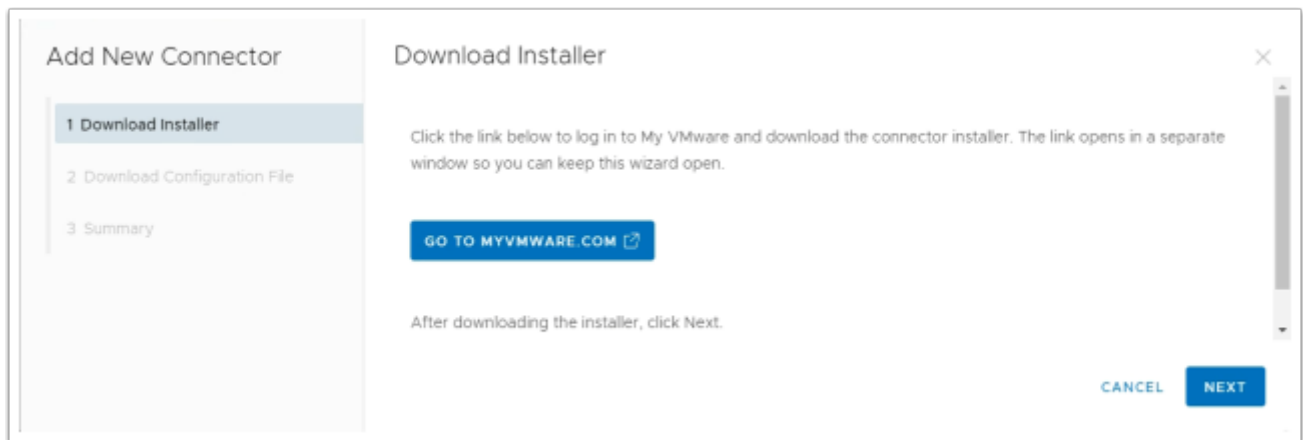 Add New Connector
1 Download Installer
2 Download Configuration File
3 Summary
Download Installer
Click the link below to log in to My VMware and download the connector installer. The link opens in a separate
window so you can keep this wizard open.
GO TO MYVMWARE.COM
After downloading the installer, click Next.
CANCEL
NEXT